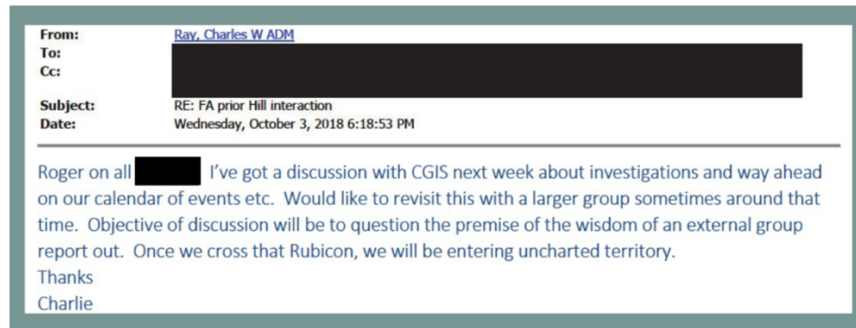 From: Ray, Charles W ADM
To:
Cc:
Subject: RE: FA prior Hill interaction
Date: Wednesday, October 3, 2018 6:18:53 PM
Roger on all I've got a discussion with CGIS next week about investigations and way ahead
on our calendar of events etc. Would like to revisit this with a larger group sometimes around that
time. Objective of discussion will be to question the premise of the wisdom of an external group
report out. Once we cross that Rubicon, we will be entering uncharted territory.
Thanks
Charlie